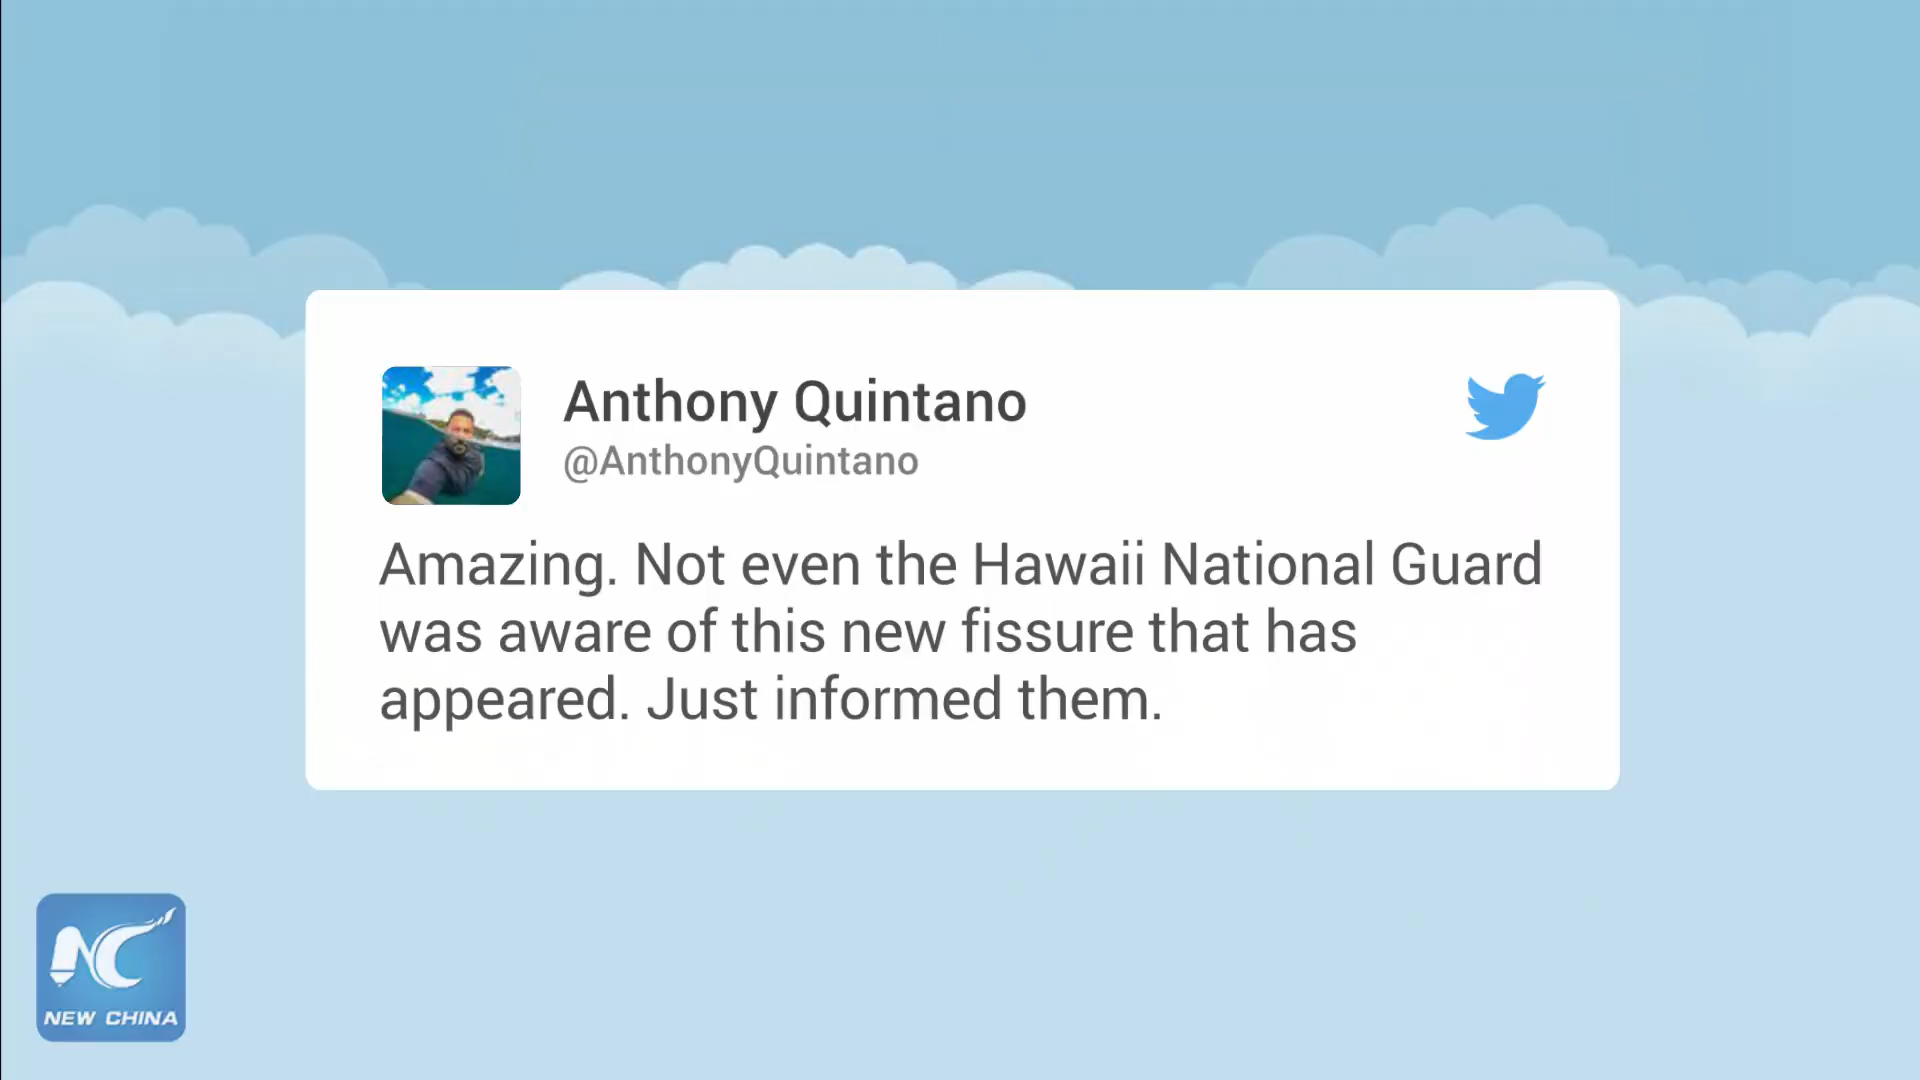 Anthony Quintano
@AnthonyQuintano
Amazing. Not even the Hawaii National Guard
was aware of this new fissure that has
appeared. Just informed them.
NC
NEW CHINA